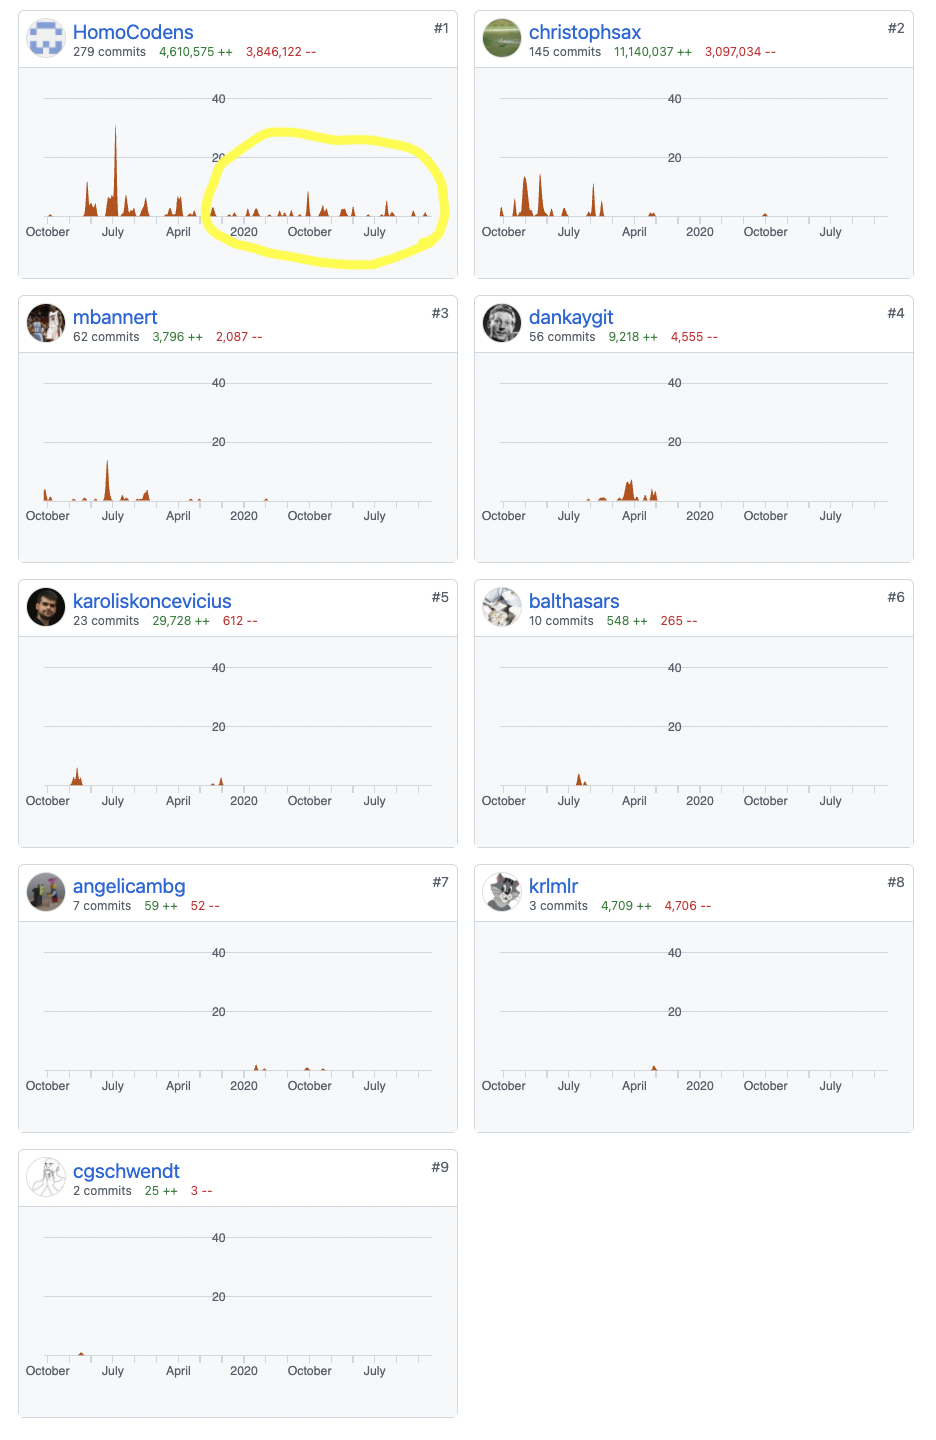 HomoCodens #1
279 commits 4,610,575 ++ 3,846,122 --
40
20
October July April 2020 October July
christophsax #2
145 commits 11,140,037 ++ 3,097,034 --
40
20
October July April 2020 October July
mbannert #3
62 commits 3,796 ++ 2,087 --
40
20
October July April 2020 October July
dankaygit #4
56 commits 9,218 ++ 4,555 --
40
20
October July April 2020 October July
karoliskoncevicius #5
23 commits 29,728 ++ 612 --
40
20
October July April 2020 October July
balthasars #6
10 commits 548 ++ 265 --
40
20
October July April 2020 October July
angelicambg #7
7 commits 59 ++ 52 --
40
20
October July April 2020 October July
krlmlr #8
3 commits 4,709 ++ 4,706 --
40
20
October July April 2020 October July
cgschwendt #9
2 commits 25 ++ 3 --
40
20
October July April 2020 October July